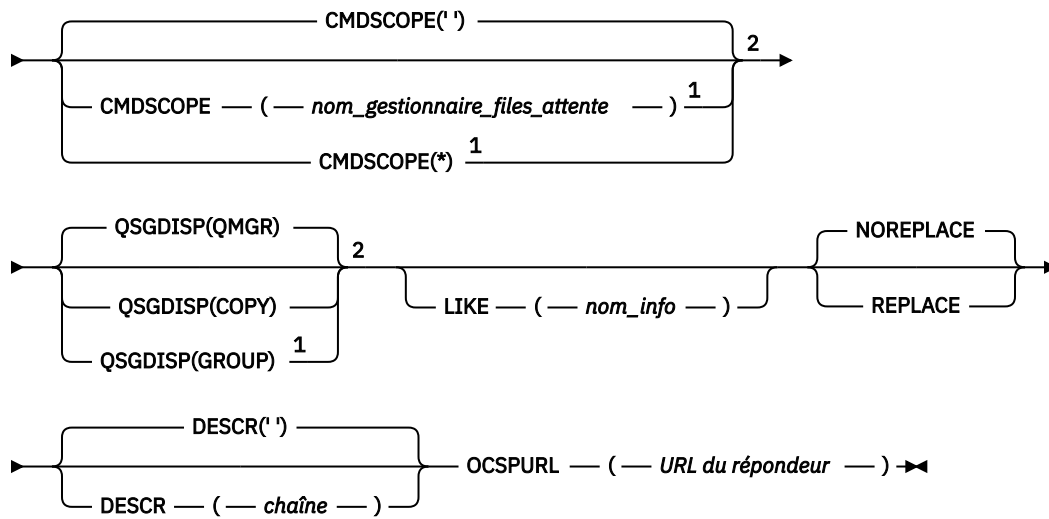 CMDSCOPE(' ')
2
CMDSCOPE ( nom_gestionnaire_files_attente ) 1
CMDSCOPE(*) 1
QSGDISP(QMGR)
2
QSGDISP(COPY)
QSGDISP(GROUP) 1
LIKE ( nom_info )
NOREPLACE
REPLACE
DESCR(' ')
DESCR ( chaîne )
OCSPURL ( URL du répondeur )